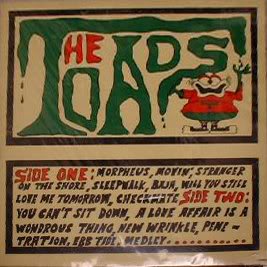 THE
TOADS
SIDE ONE: MORPHEUS, MOVIN', STRANGER
ON THE SHORE, SLEEPWALK, BAJA, WILL YOU STILL
LOVE ME TOMORROW, CHECKMATE SIDE TWO:
YOU CAN'T SIT DOWN, A LOVE AFFAIR IS A
WONDROUS THING, NEW WRINKLE, PENE-
TRATION, EBB TIDE, MEDLEY